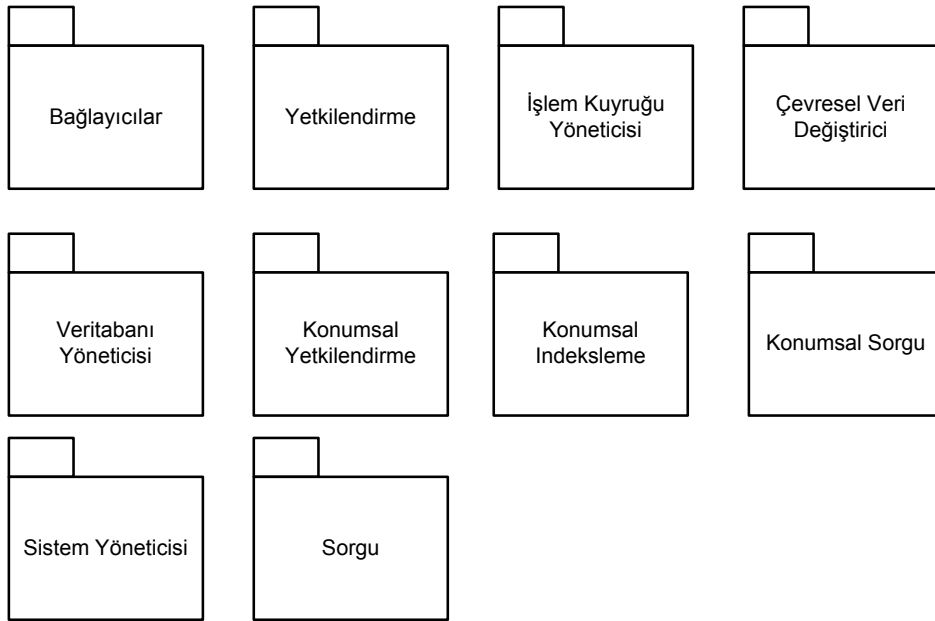 Bağlayıcılar
Yetkilendirme
İşlem Kuyruğu
Yöneticisi
Çevresel Veri
Değiştirici
Veritabanı
Yöneticisi
Konumsal
Yetkilendirme
Konumsal
Indeksleme
Konumsal Sorgu
Sistem Yöneticisi
Sorgu